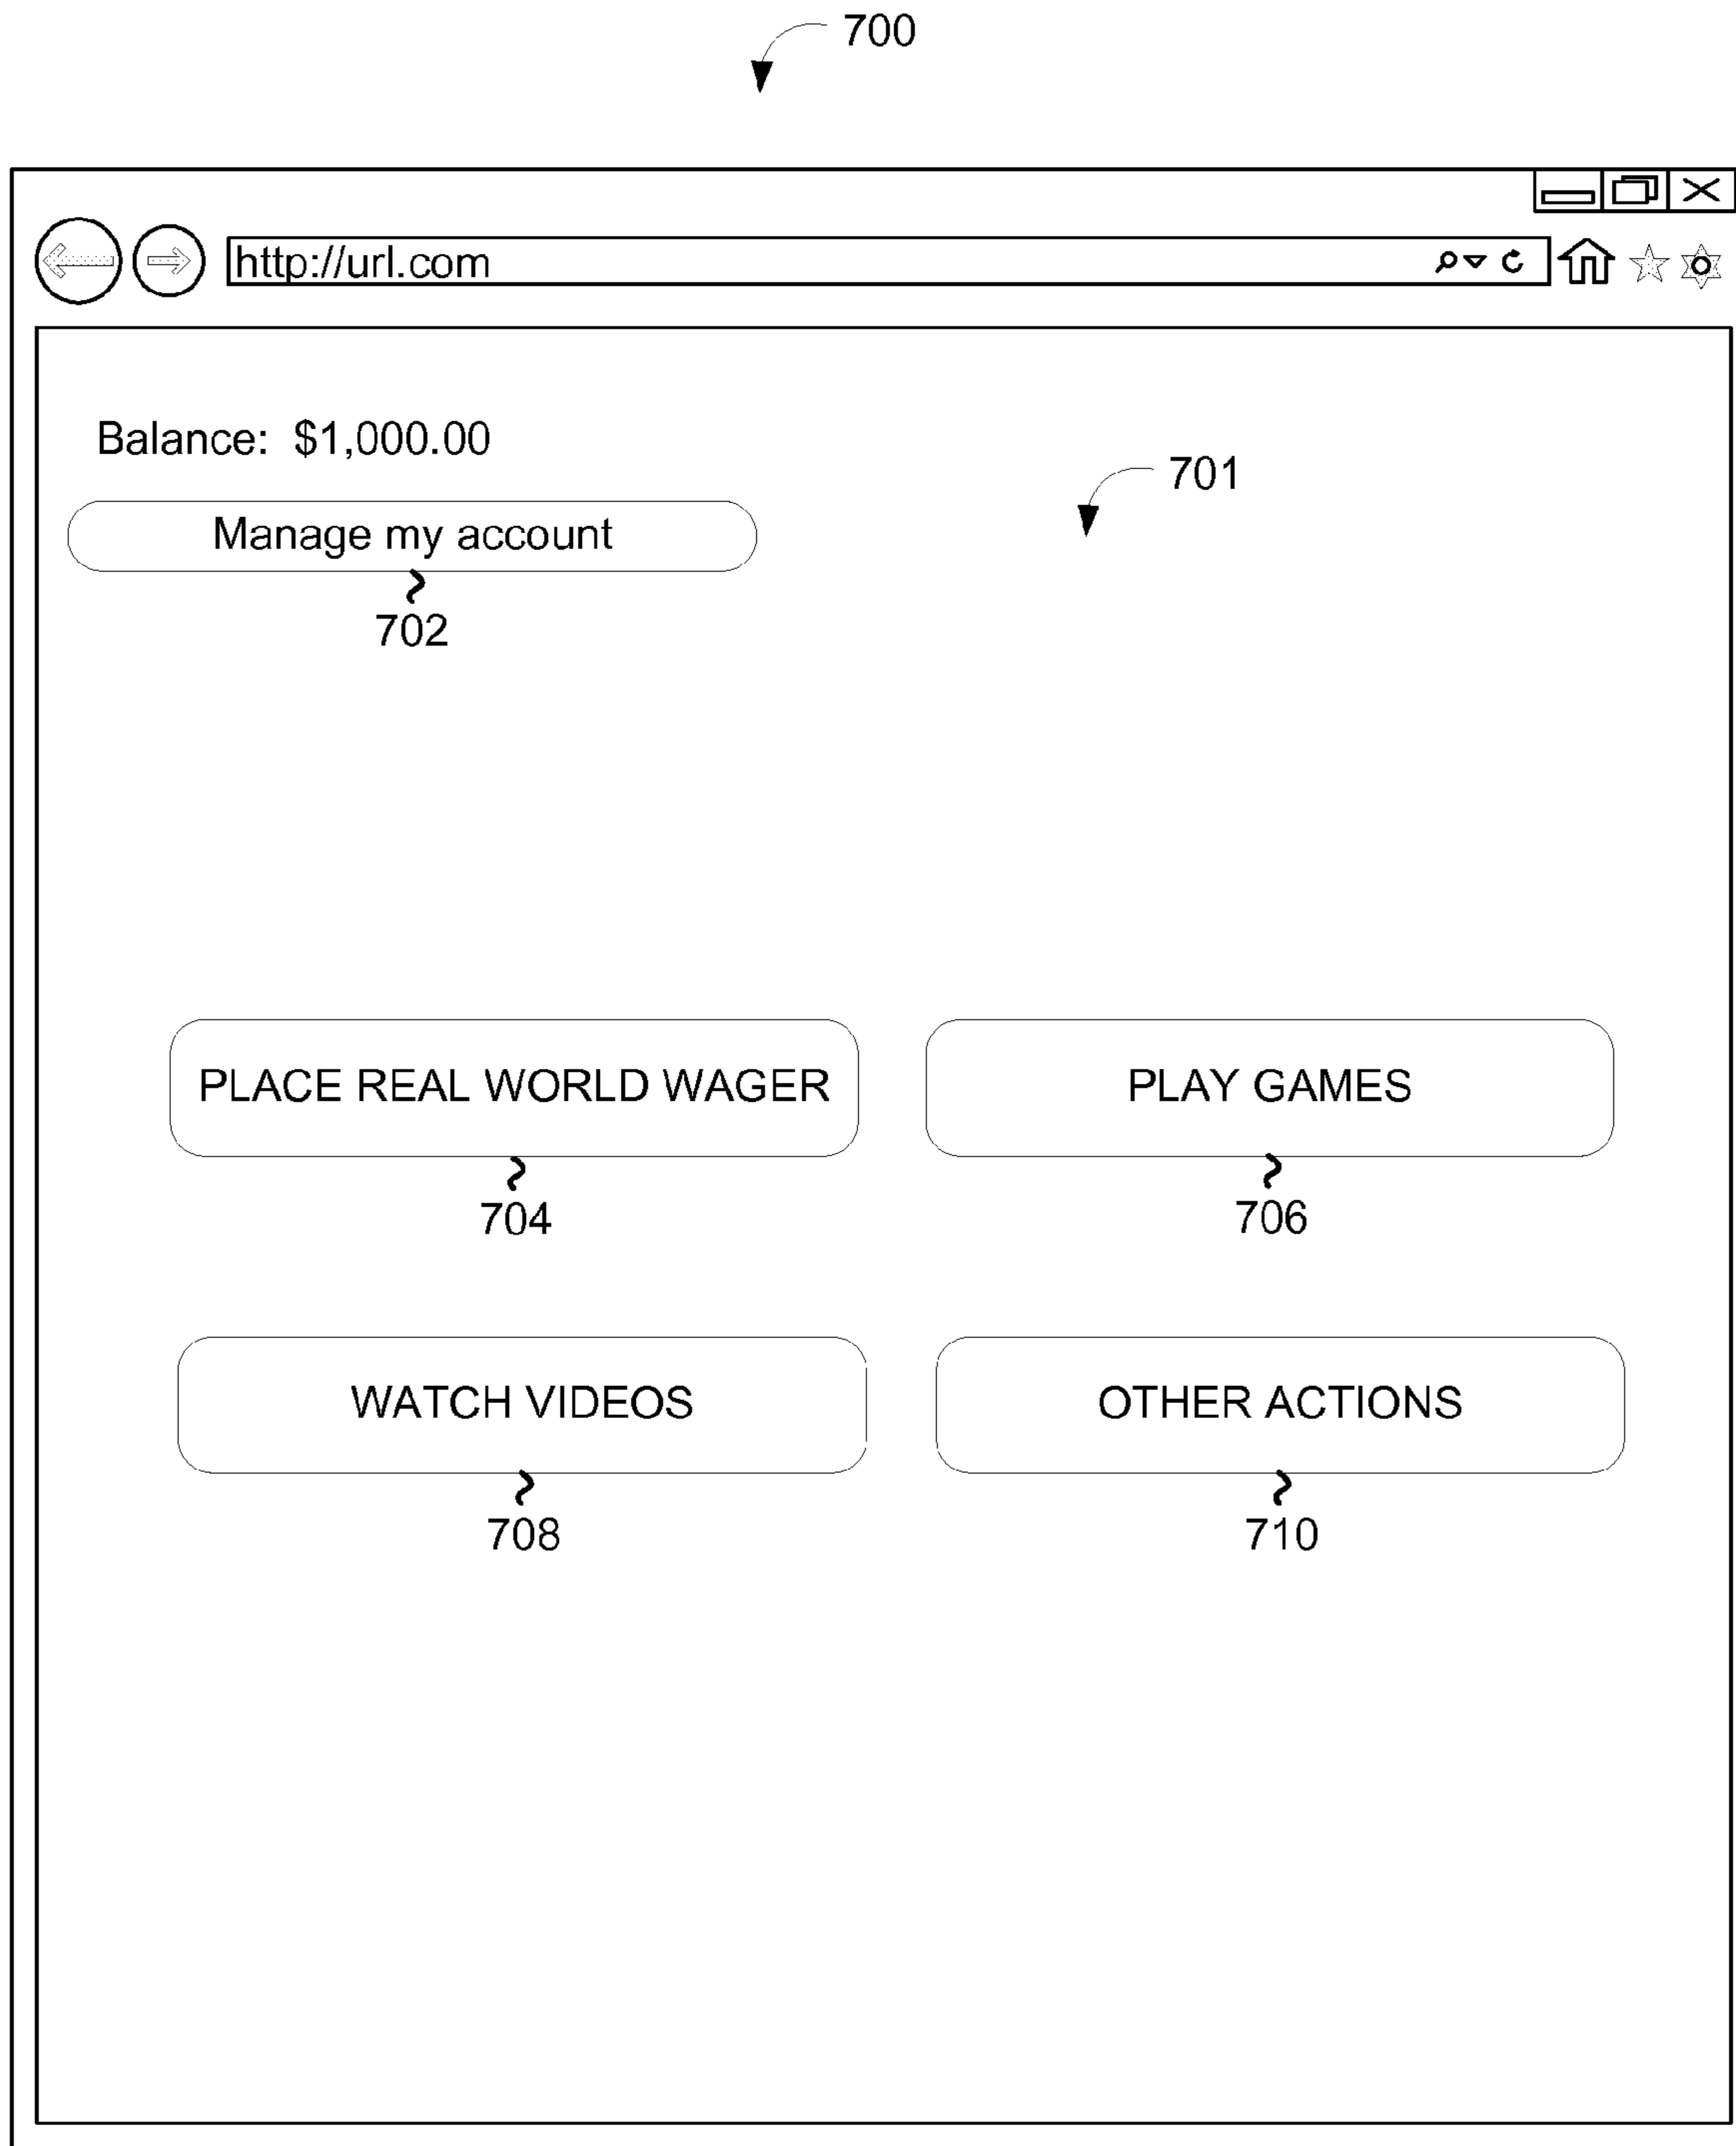 700
http://url.com
Balance: $1,000.00
701
Manage my account
702
PLACE REAL WORLD WAGER
PLAY GAMES
704
706
WATCH VIDEOS
OTHER ACTIONS
708
710